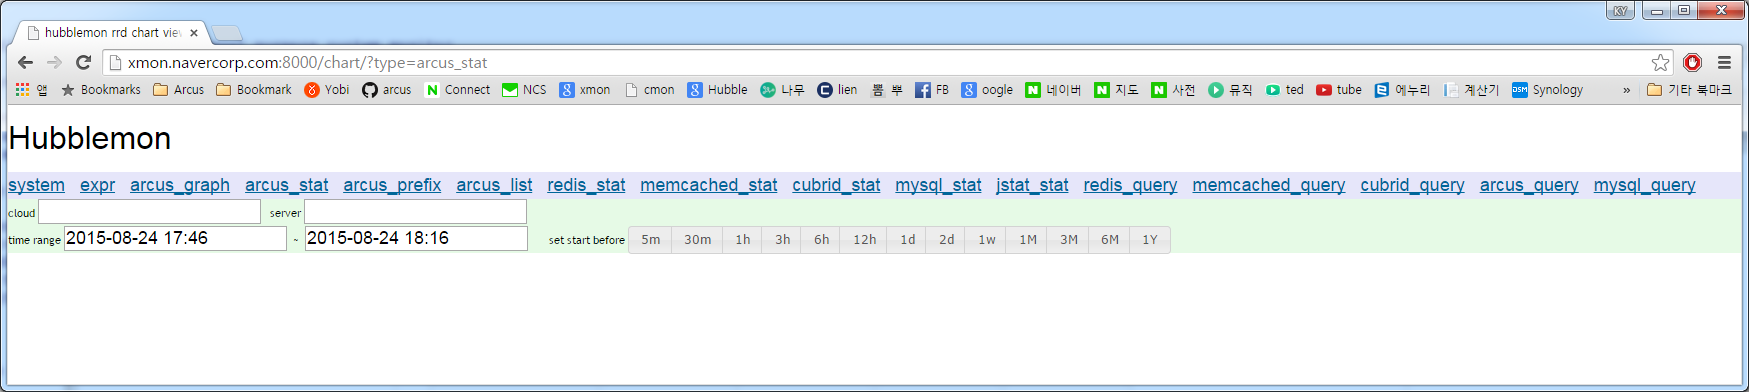 KY
hubblemon rrd chart vie
xmon.navercorp.com:8000/chart/?type=arcus_stat
앱 Bookmarks Arcus Bookmark Yobi arcus Connect NCS xmon cmon Hubble 나무 lien 뽐 뿌 FB oogle 네이버 지도 사전 뮤직 ted tube 에누리 계산기 Synology » 기타 북마크
Hubblemon
system expr arcus_graph arcus_stat arcus_prefix arcus_list redis_stat memcached_stat cubrid_stat mysql_stat jstat_stat redis_query memcached_query cubrid_query arcus_query mysql_query
cloud server
time range 2015-08-24 17:46 ~ 2015-08-24 18:16 set start before 5m 30m 1h 3h 6h 12h 1d 2d 1w 1M 3M 6M 1Y